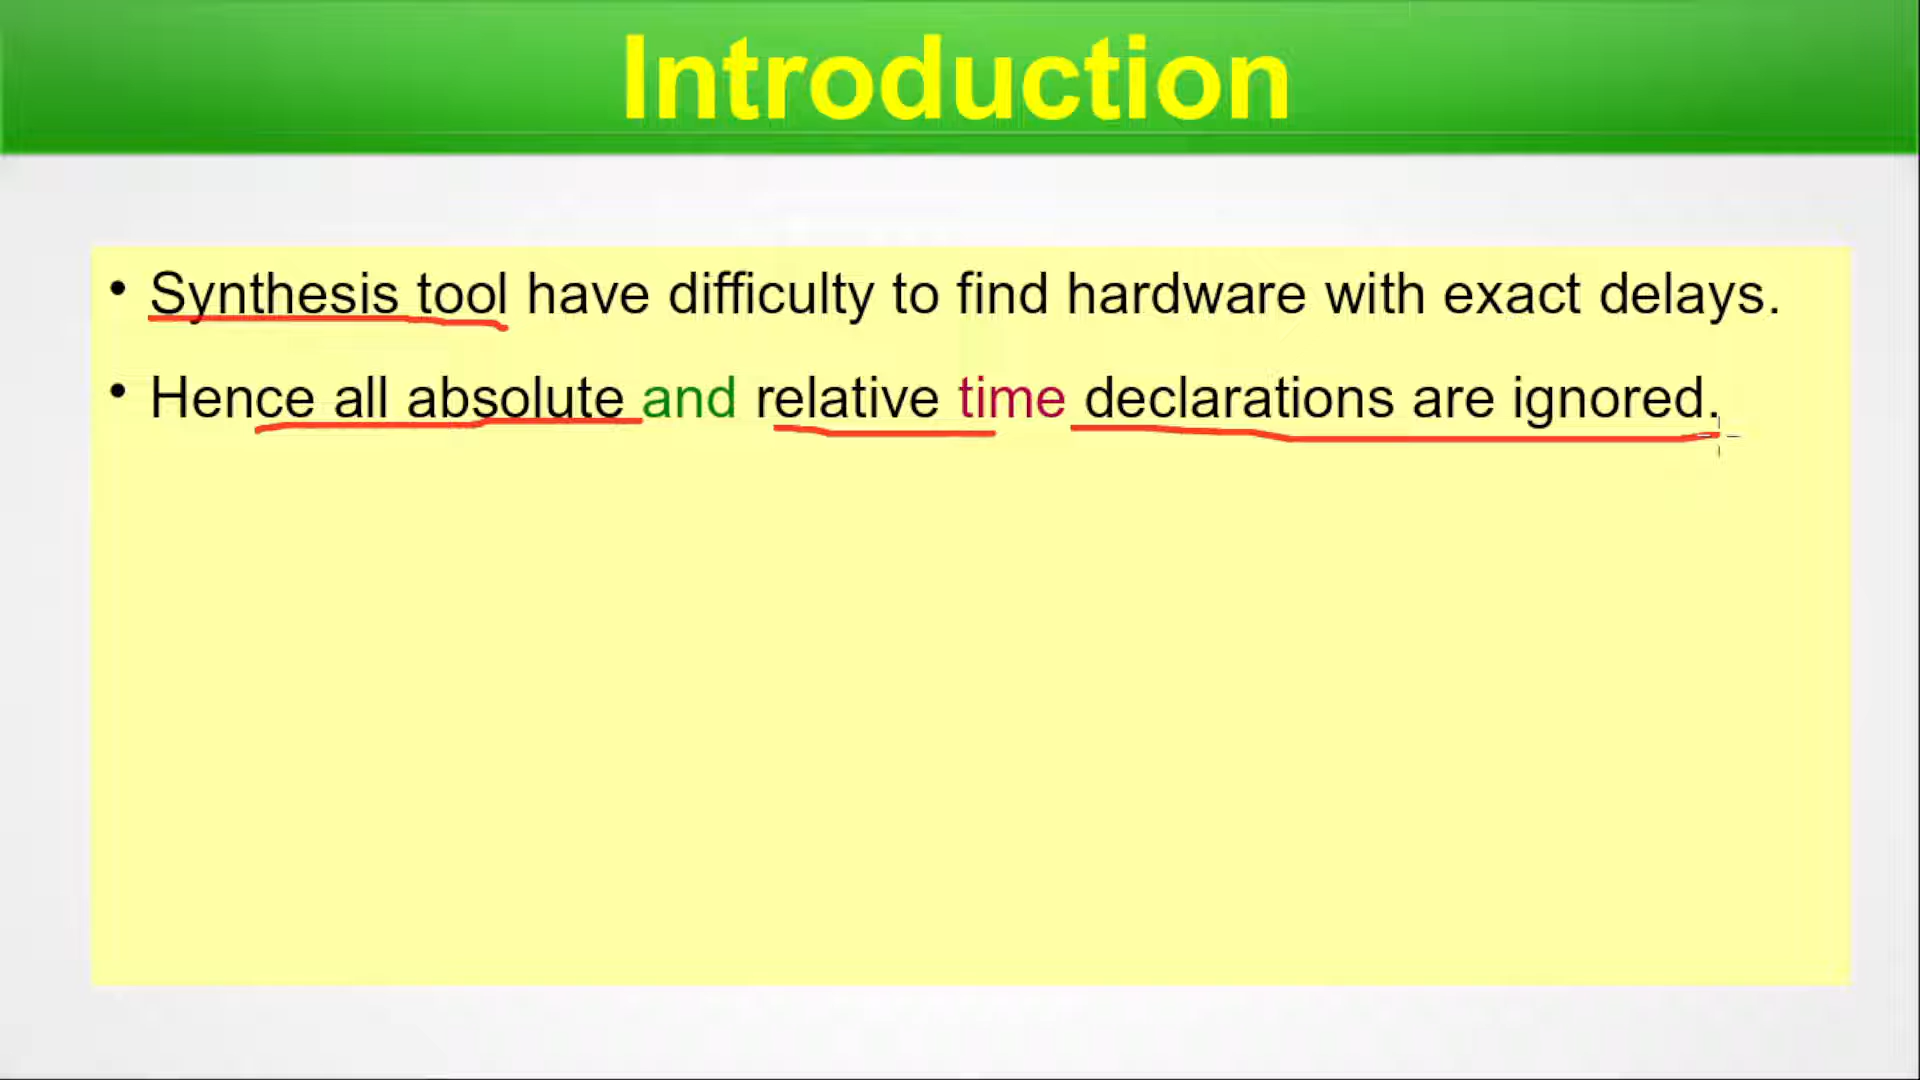 Introduction
• Synthesis tool have difficulty to find hardware with exact delays.
• Hence all absolute and relative time declarations are ignored.